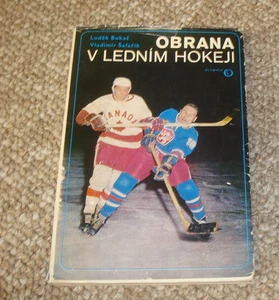 Luděk Bukač
Vladimír Šafařík
OBRANA
V LEDNÍM HOKEJI
CANADA